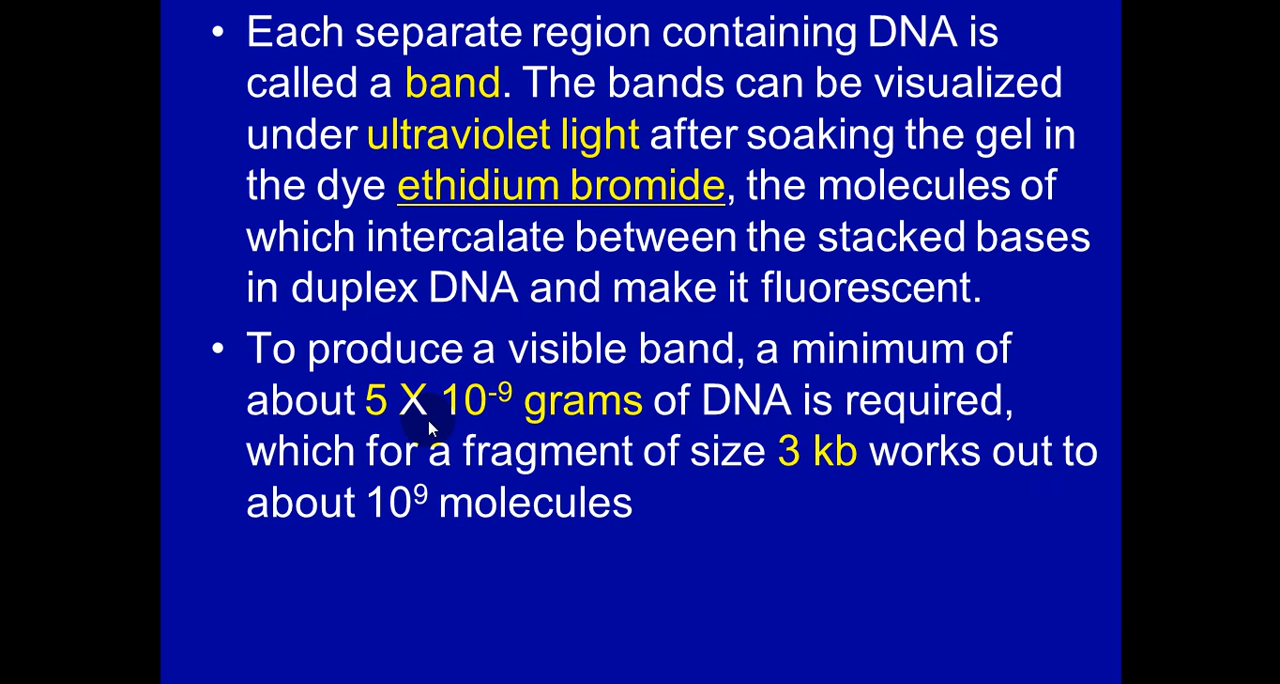 • Each separate region containing DNA is
called a band. The bands can be visualized
under ultraviolet light after soaking the gel in
the dye ethidium bromide, the molecules of
which intercalate between the stacked bases
in duplex DNA and make it fluorescent.
• To produce a visible band, a minimum of
about 5 X 10⁻⁹ grams of DNA is required,
which for a fragment of size 3 kb works out to
about 10⁹ molecules